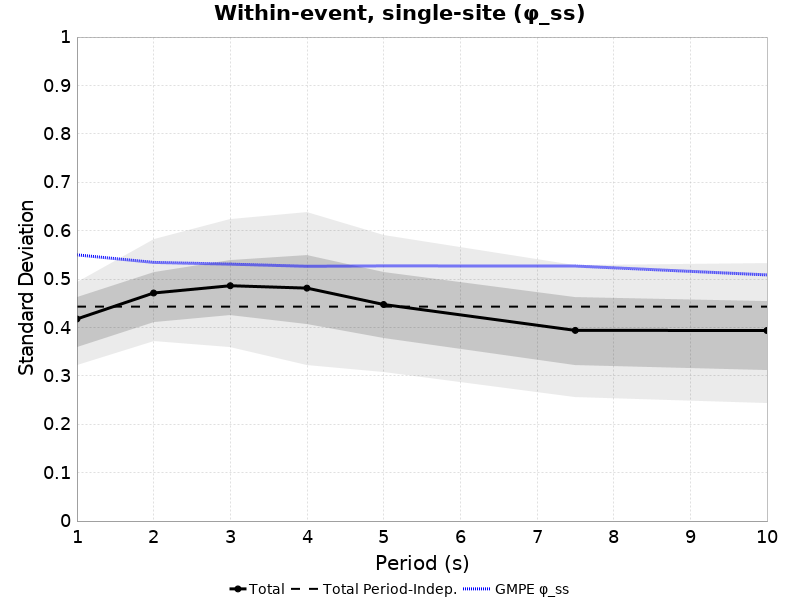 Within-event, single-site (φ_ss)
Standard Deviation
1
0.9
0.8
0.7
0.6
0.5
0.4
0.3
0.2
0.1
0
1 2 3 4 5 6 7 8 9 10
Period (s)
Total Total Period-Indep. GMPE φ_ss